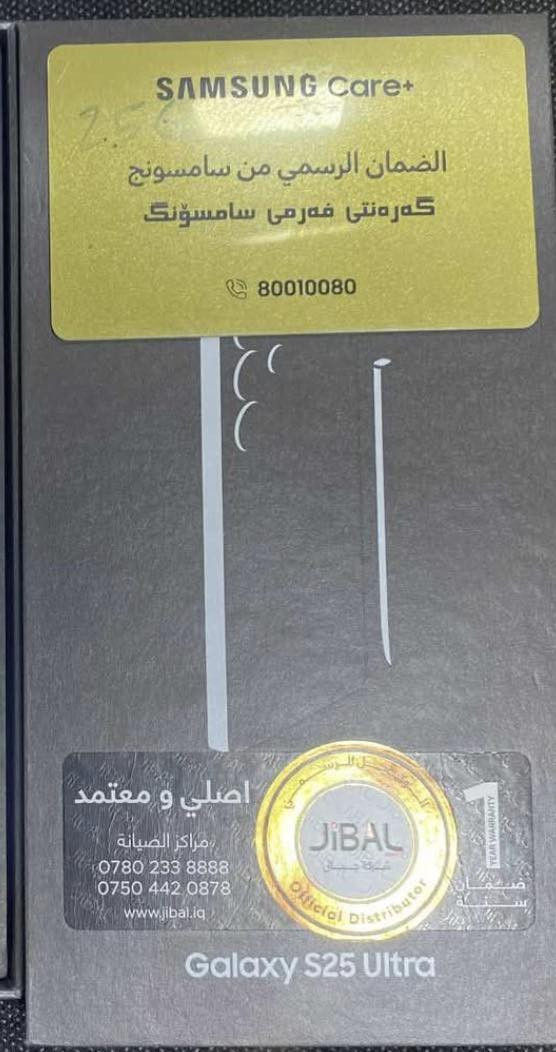 SAMSUNG Care+
256
الضمان الرسمي من سامسونج
گەرەنتی فەرمی سامسۆنگ
80010080
اصلي و معتمد
مراكز الصيانة
0780 233 8888
0750 442 0878
www.jibal.iq
JiBAL
Official Distributor
1
YEAR WARRANTY
ضمان
سنة
Galaxy S25 Ultra